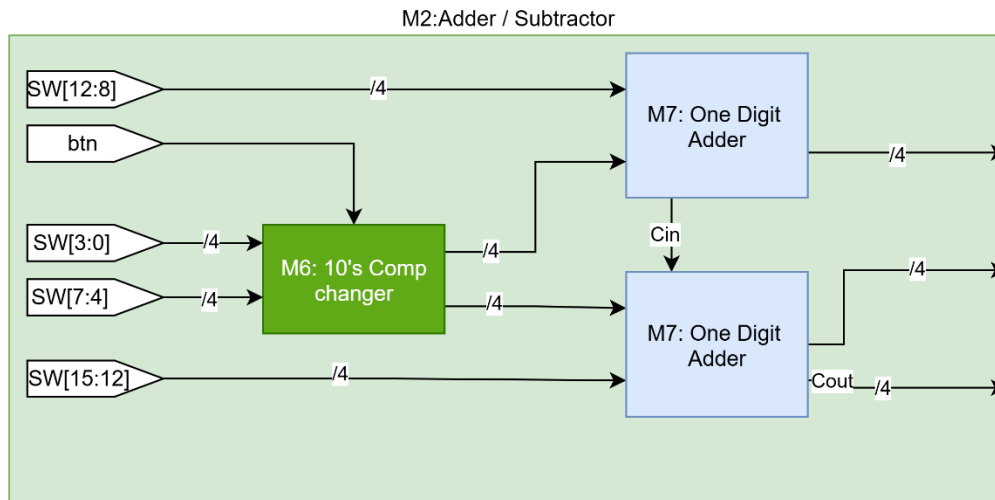 M2:Adder / Subtractor
SW[12:8]
/4
M7: One Digit
Adder
btn
/4
SW[3:0]
/4
/4
Cin
M6: 10's Comp
changer
SW[7:4]
/4
/4
M7: One Digit
Adder
/4
SW[15:12]
/4
Cout
/4